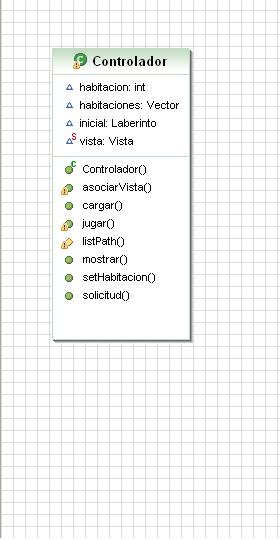 C Controlador
habitacion: int
habitaciones: Vector
inicial: Laberinto
S vista: Vista
C Controlador()
asociarVista()
cargar()
jugar()
listPath()
mostrar()
setHabitacion()
solicitud()